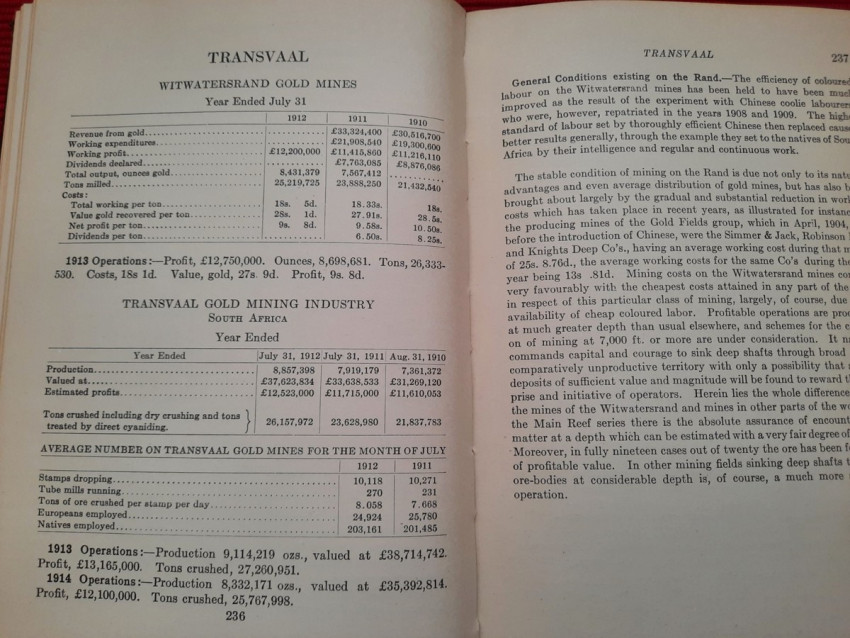 TRANSVAAL
WITWATERSRAND GOLD MINES
Year Ended July 31
1912 1911 1910
Revenue from gold £33,324,400 £30,516,700
Working expenditures £21,908,540 £19,300,600
Working profit £12,200,000 £11,415,860 £11,216,110
Dividends declared £7,763,085 £8,876,086
Total output, ounces gold 8,431,379 7,567,412
Tons milled 25,219,725 23,888,250 21,432,540
Costs:
Total working per ton 18s. 5d. 18.33s. 18s.
Value gold recovered per ton 28s. 1d. 27.91s. 28.5s.
Net profit per ton 9s. 8d. 9.58s. 10.50s.
Dividends per ton 6.50s. 8.25s.
1913 Operations:—Profit, £12,750,000. Ounces, 8,698,681. Tons, 26,333-
530. Costs, 18s 1d. Value, gold, 27s. 9d. Profit, 9s. 8d.
TRANSVAAL GOLD MINING INDUSTRY
SOUTH AFRICA
Year Ended
Year Ended July 31, 1912 July 31, 1911 Aug. 31, 1910
Production 8,857,398 7,919,179 7,361,372
Valued at £37,623,834 £33,638,533 £31,269,120
Estimated profits £12,523,000 £11,715,000 £11,610,053
Tons crushed including dry crushing and tons
treated by direct cyaniding. 26,157,972 23,628,980 21,837,783
AVERAGE NUMBER ON TRANSVAAL GOLD MINES FOR THE MONTH OF JULY
1912 1911
Stamps dropping 10,118 10,271
Tube mills running 270 231
Tons of ore crushed per stamp per day 8.058 7.668
Europeans employed 24,924 25,780
Natives employed 203,161 201,485
1913 Operations:—Production 9,114,219 ozs., valued at £38,714,742.
Profit, £13,165,000. Tons crushed, 27,260,951.
1914 Operations:—Production 8,332,171 ozs., valued at £35,392,814.
Profit, £12,100,000. Tons crushed, 25,767,998.
236
TRANSVAAL 237
General Conditions existing on the Rand.—The efficiency of coloured
labour on the Witwatersrand mines has been held to have been
improved as the result of the experiment with Chinese coolie
who were, however, repatriated in the years 1908 and 1909. The
standard of labour set by thoroughly efficient Chinese then replaced
better results generally, through the example they set to the natives of
Africa by their intelligence and regular and continuous work.
The stable condition of mining on the Rand is due not only to its
advantages and even average distribution of gold mines, but has also
brought about largely by the gradual and substantial reduction in
costs which has taken place in recent years, as illustrated for
the producing mines of the Gold Fields group, which in April, 1904,
before the introduction of Chinese, were the Simmer & Jack, Robinson
and Knights Deep Co's., having an average working cost during that
of 25s. 8.76d., the average working costs for the same Co's during the
year being 13s .81d. Mining costs on the Witwatersrand mines
very favourably with the cheapest costs attained in any part of the
in respect of this particular class of mining, largely, of course, due
availability of cheap coloured labor. Profitable operations are
at much greater depth than usual elsewhere, and schemes for the
on of mining at 7,000 ft. or more are under consideration. It
commands capital and courage to sink deep shafts through broad
comparatively unproductive territory with only a possibility that
deposits of sufficient value and magnitude will be found to reward
prise and initiative of operators. Herein lies the whole difference
the mines of the Witwatersrand and mines in other parts of the
the Main Reef series there is the absolute assurance of
matter at a depth which can be estimated with a very fair degree of
Moreover, in fully nineteen cases out of twenty the ore has been
of profitable value. In other mining fields sinking deep shafts
ore-bodies at considerable depth is, of course, a much more
operation.